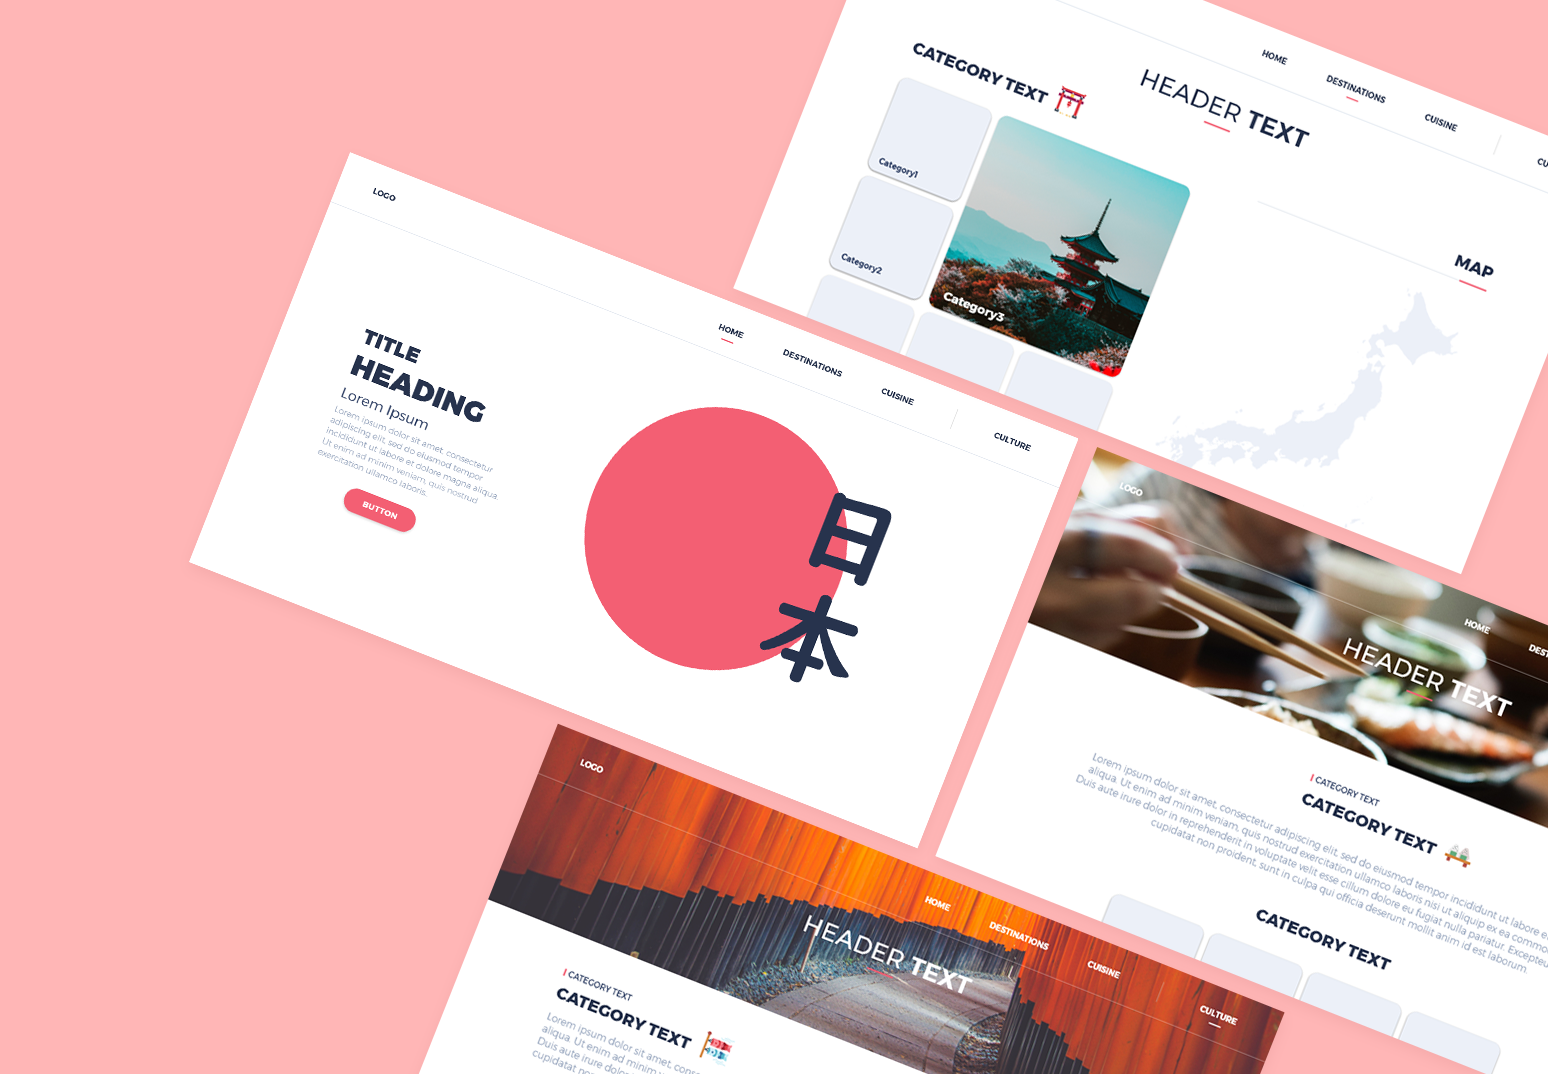 HOME
DESTINATIONS
CUISINE
CU
CATEGORY TEXT
HEADER TEXT
Category1
Category2
Category3
MAP
LOGO
HOME
DESTINATIONS
CUISINE
CULTURE
TITLE
HEADING
Lorem Ipsum
Lorem ipsum dolor sit amet, consectetur
adipiscing elit, sed do eiusmod tempor
incididunt ut labore et dolore magna aliqua.
Ut enim ad minim veniam, quis nostrud
exercitation ullamco laboris.
BUTTON
日
本
LOGO
HOME
DEST
HEADER TEXT
CATEGORY TEXT
CATEGORY TEXT
Lorem ipsum dolor sit amet, consectetur adipiscing elit, sed do eiusmod tempor incididunt ut labore e
aliqua. Ut enim ad minim veniam, quis nostrud exercitation ullamco laboris nisi ut aliquip ex ea commo
Duis aute irure dolor in reprehenderit in voluptate velit esse cillum dolore eu fugiat nulla pariatur. Excepteu
cupidatat non proident, sunt in culpa qui officia deserunt mollit anim id est laborum.
CATEGORY TEXT
LOGO
HOME
DESTINATIONS
CUISINE
CULTURE
HEADER TEXT
CATEGORY TEXT
CATEGORY TEXT
Lorem ipsum dolor sit amet, cons
aliqua. Ut enim ad minim
Duis aute irure dolor in
cupidatat no